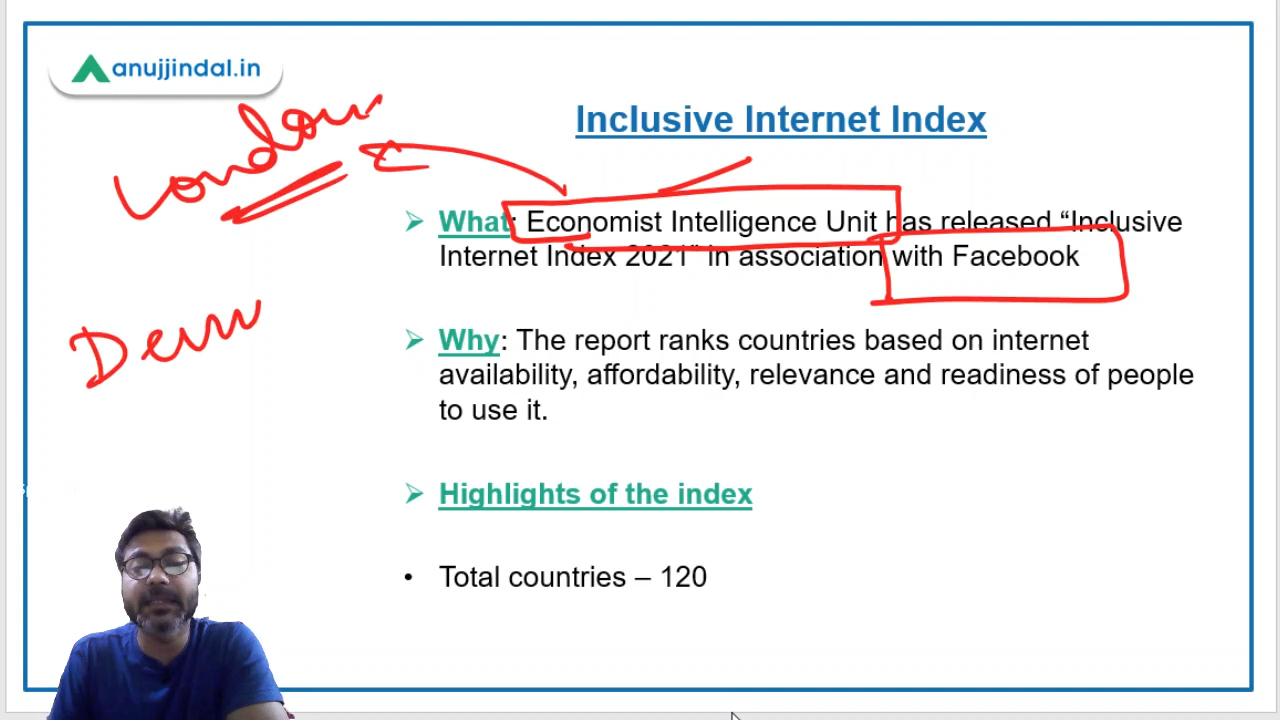 anujjindal.in
Inclusive Internet Index
London
➢ What: Economist Intelligence Unit has released “Inclusive
Internet Index 2021” in association with Facebook
➢ Why: The report ranks countries based on internet
availability, affordability, relevance and readiness of people
to use it.
➢ Highlights of the index
• Total countries – 120